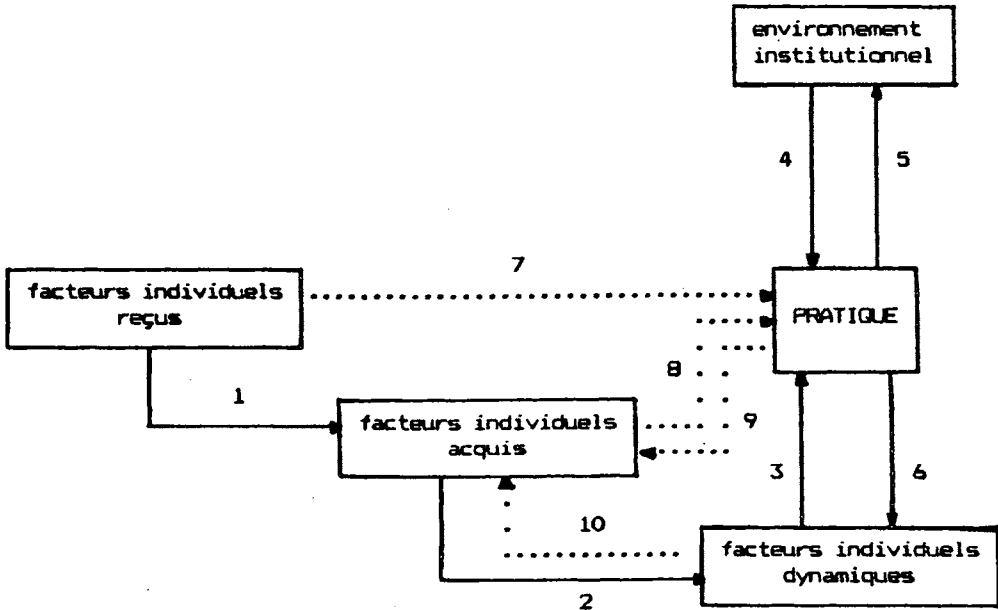 environnement
institutionnel
4
5
7
facteurs individuels
reçus
PRATIQUE
8
1
facteurs individuels
acquis
9
3
6
10
facteurs individuels
dynamiques
2